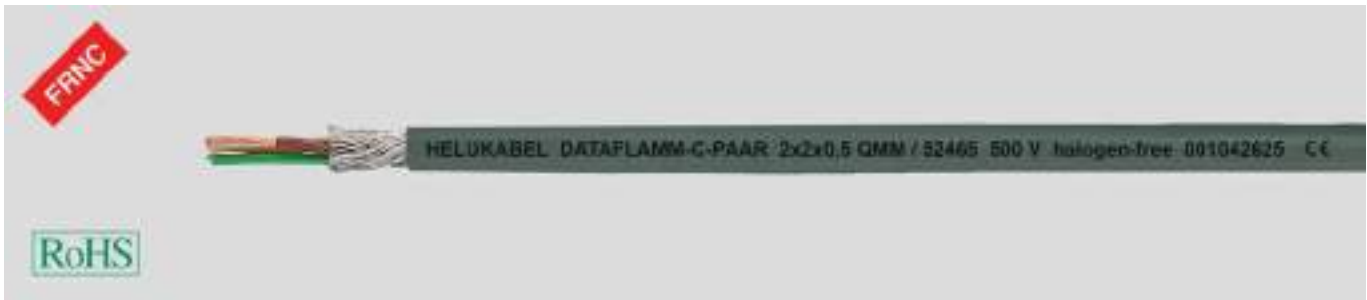 FRNC
HELUKABEL DATAFLAMM-C-PAAR 2x2x0,5 QMM / 52465 500 V halogen-free 001042625 CE
RoHS